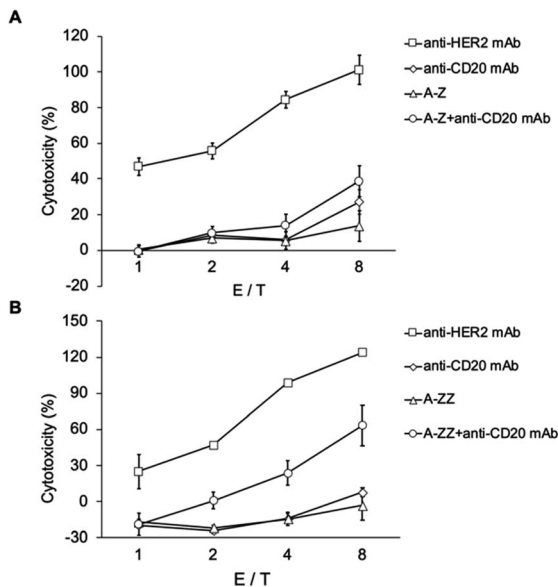 A
120
100
80
60
40
20
0
-20
Cytotoxicity (%)
1 2 4 8
E / T
anti-HER2 mAb
anti-CD20 mAb
A-Z
A-Z+anti-CD20 mAb
B
150
120
90
60
30
0
-30
Cytotoxicity (%)
1 2 4 8
E / T
anti-HER2 mAb
anti-CD20 mAb
A-ZZ
A-ZZ+anti-CD20 mAb